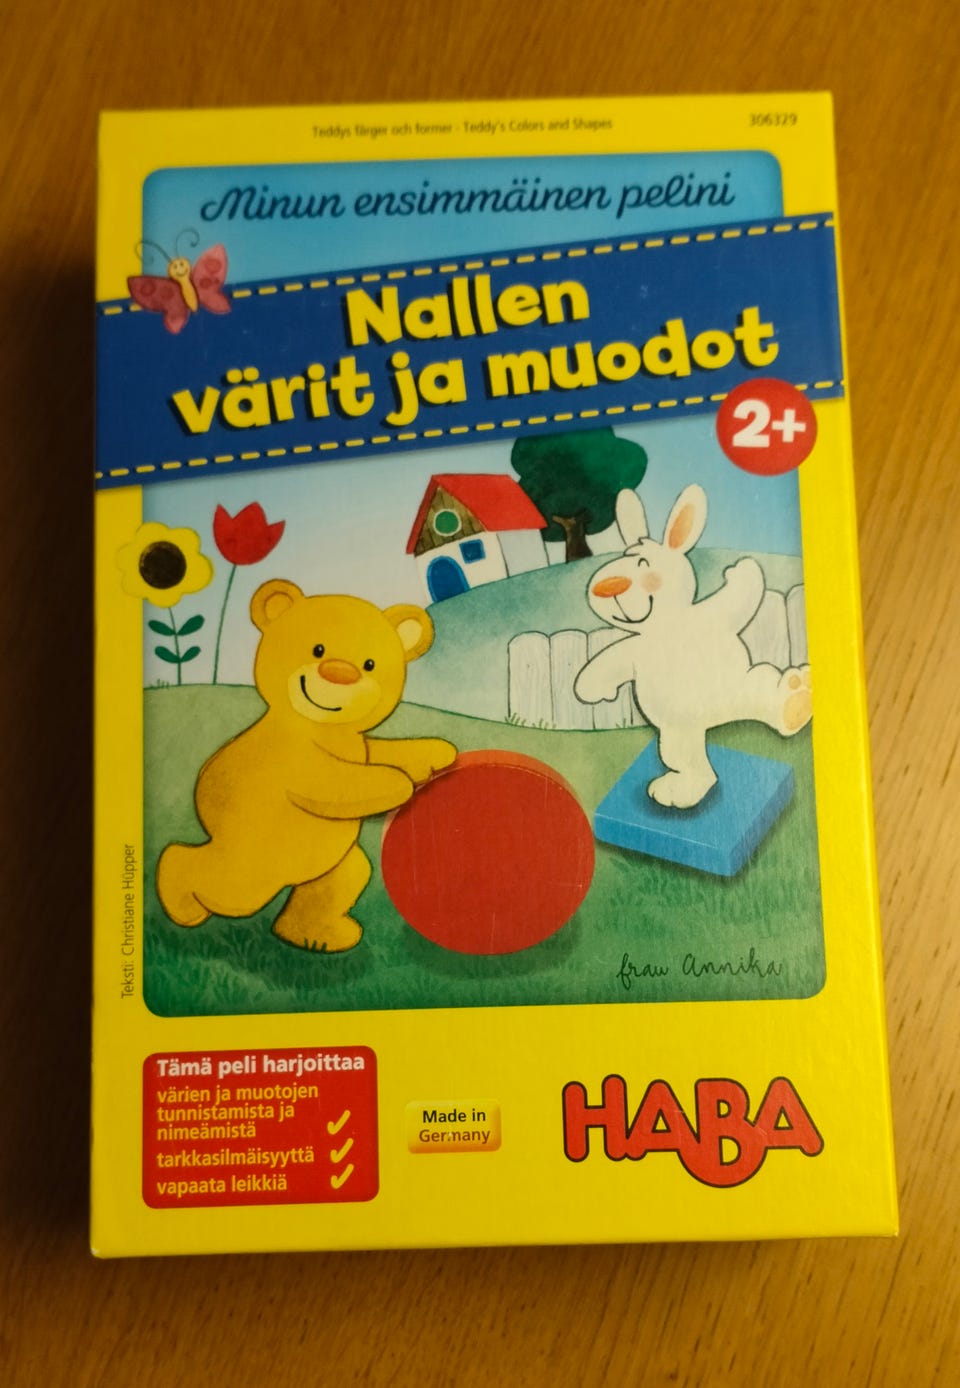 Teddys färger och former - Teddy's Colors and Shapes
306329
Minun ensimmäinen pelini
Nallen
värit ja muodot
2+
Teksti: Christiane Hüpper
frau Annika
Tämä peli harjoittaa
värien ja muotojen
tunnistamista ja
nimeämistä
tarkkasilmäisyyttä
vapaata leikkiä
Made in
Germany
HABA